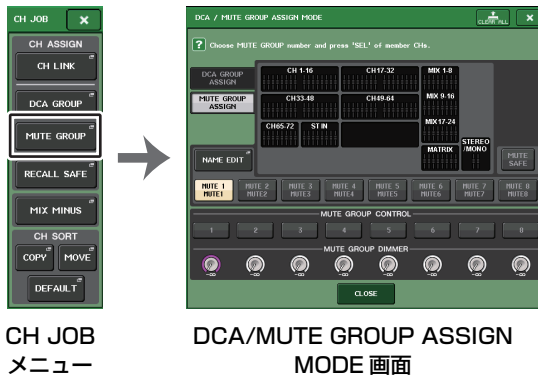 CH JOB
CH ASSIGN
CH LINK
DCA GROUP
MUTE GROUP
RECALL SAFE
MIX MINUS
CH SORT
COPY MOVE
DEFAULT
CH JOB
メニュー
DCA / MUTE GROUP ASSIGN MODE
CLEAR ALL
? Choose MUTE GROUP number and press 'SEL' of member CHs.
DCA GROUP
ASSIGN
MUTE GROUP
ASSIGN
NAME EDIT
CH 1-16 CH17-32 MIX 1-8
CH33-48 CH49-64 MIX 9-16
CH65-72 ST IN MIX17-24
MATRIX STEREO
/MONO
MUTE
SAFE
MUTE 1 MUTE 2 MUTE 3 MUTE 4 MUTE 5 MUTE 6 MUTE 7 MUTE 8
MUTE1 MUTE2 MUTE3 MUTE4 MUTE5 MUTE6 MUTE7 MUTE8
MUTE GROUP CONTROL
1 2 3 4 5 6 7 8
MUTE GROUP DIMMER
-∞ -∞ -∞ -∞ -∞ -∞ -∞ -∞
CLOSE
DCA/MUTE GROUP ASSIGN
MODE 画面